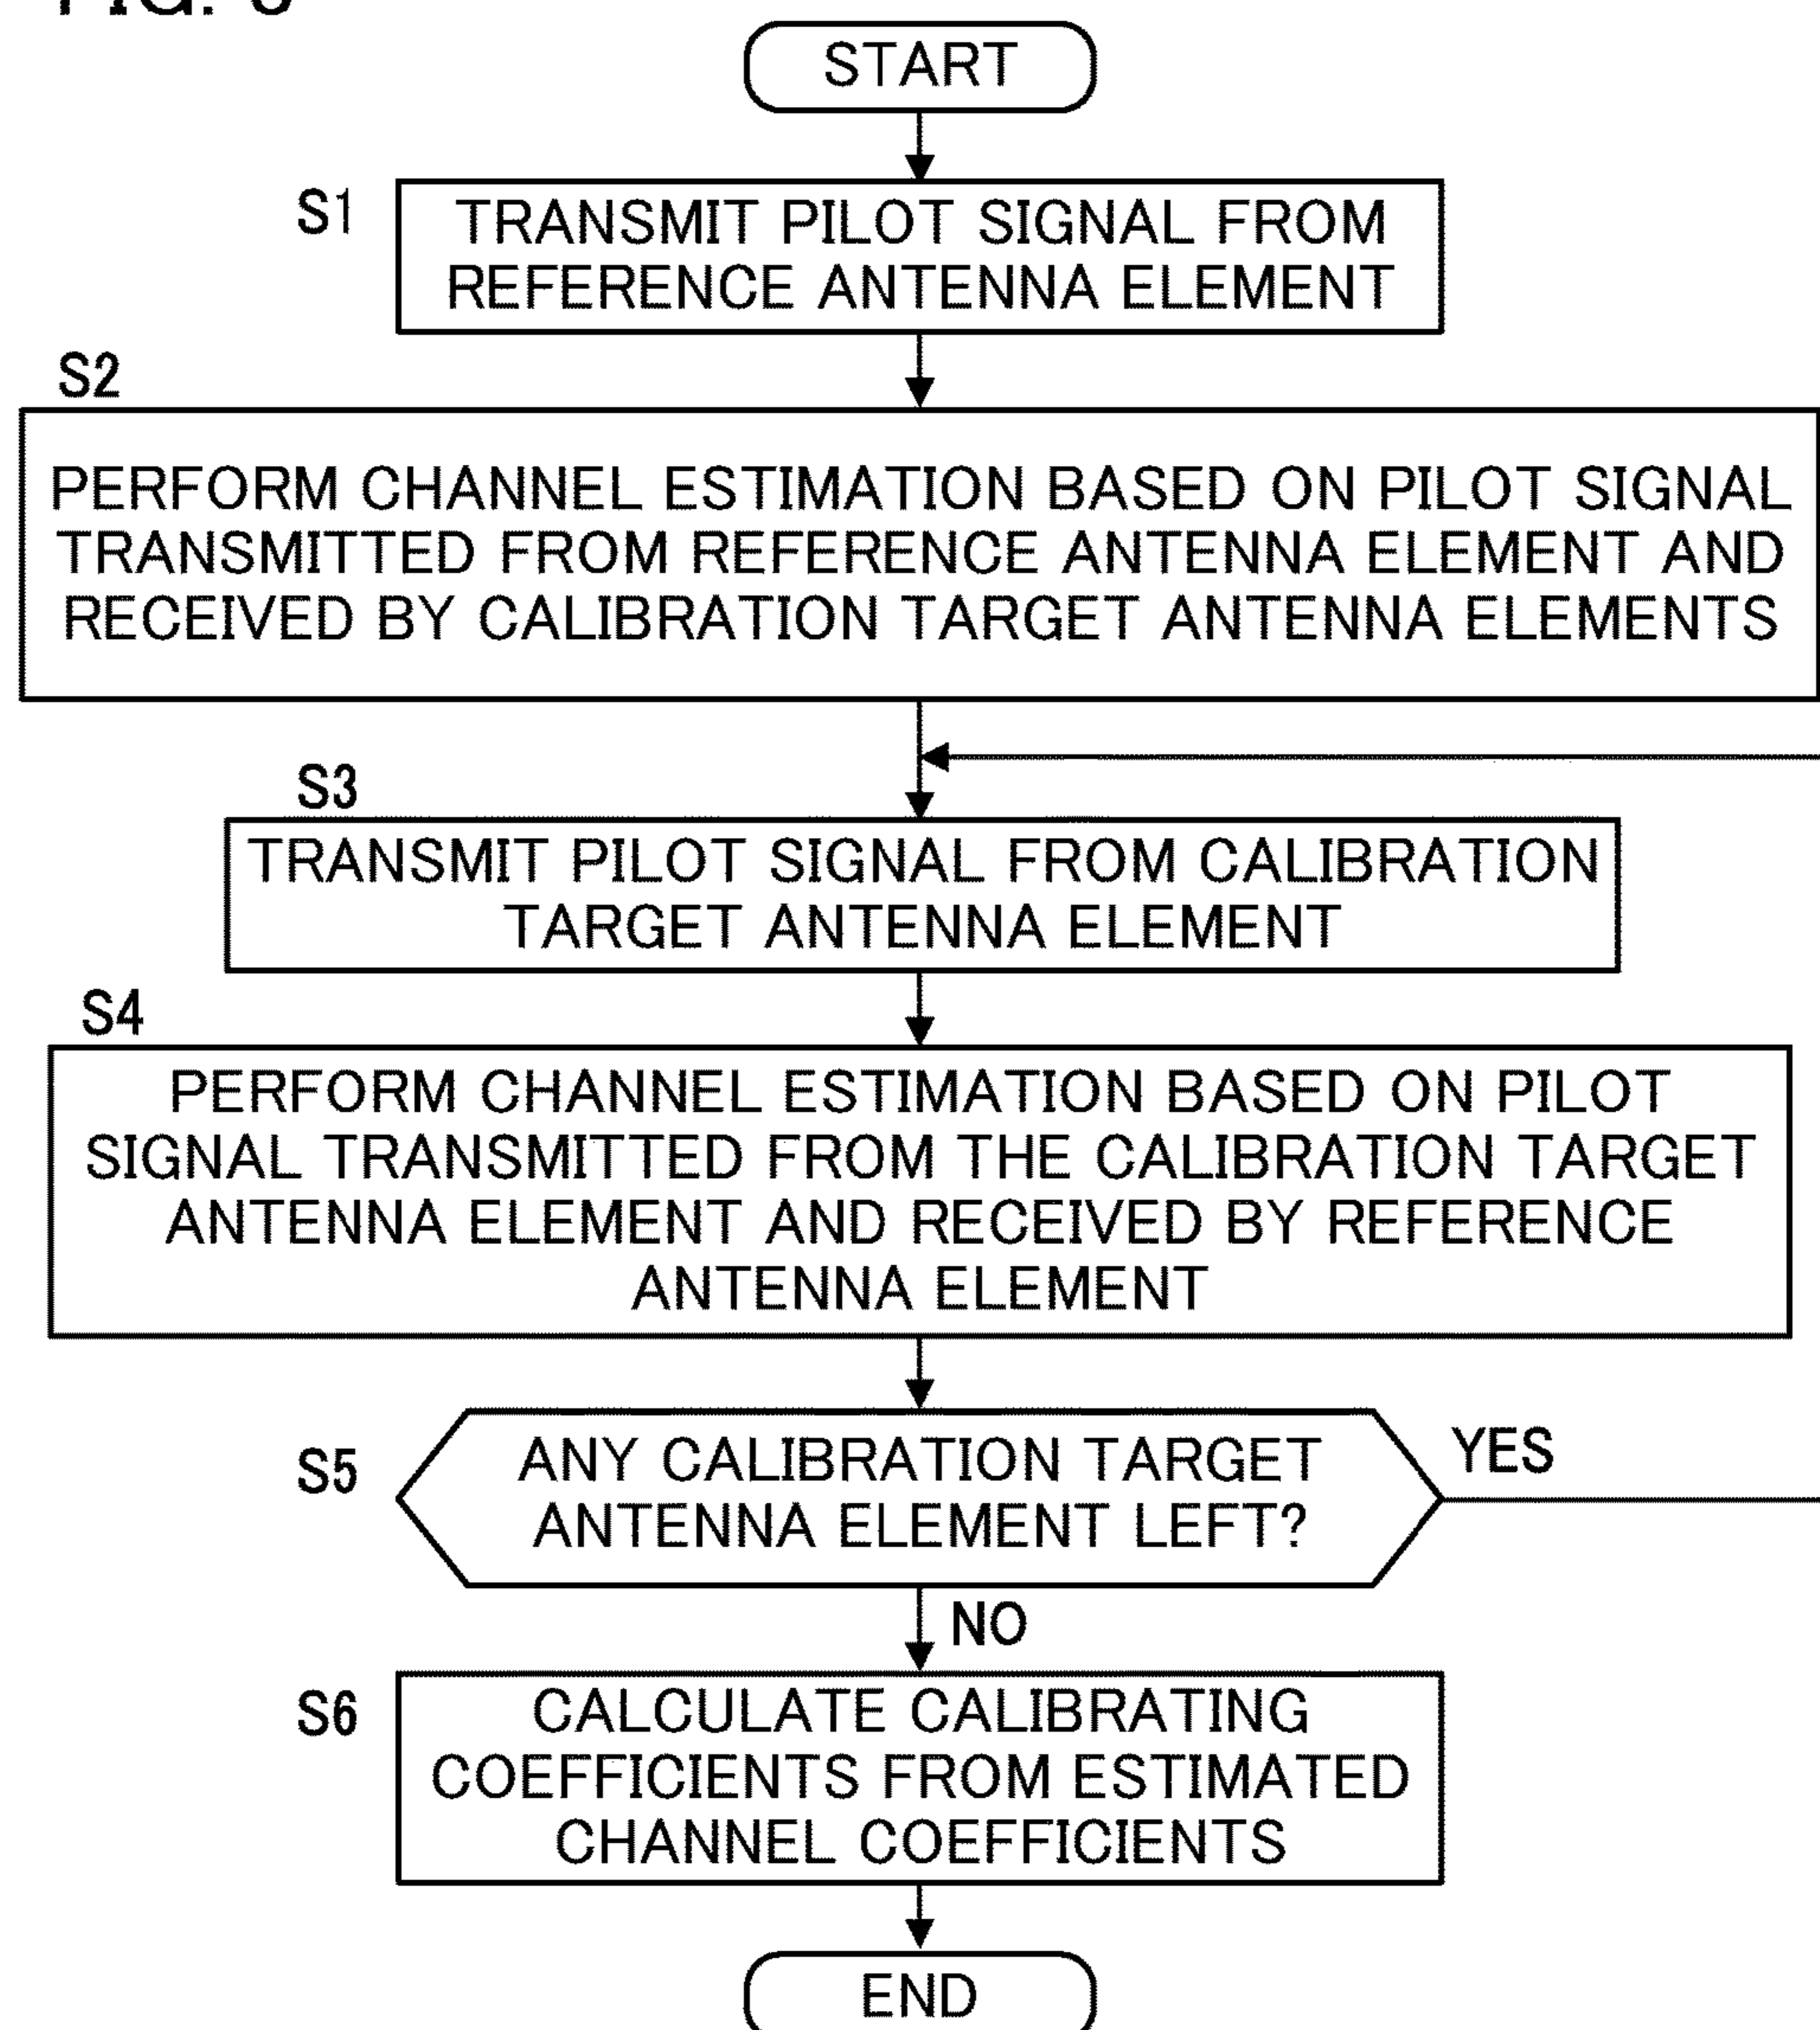 START
S1
TRANSMIT PILOT SIGNAL FROM
REFERENCE ANTENNA ELEMENT
S2
PERFORM CHANNEL ESTIMATION BASED ON PILOT SIGNAL
TRANSMITTED FROM REFERENCE ANTENNA ELEMENT AND
RECEIVED BY CALIBRATION TARGET ANTENNA ELEMENTS
S3
TRANSMIT PILOT SIGNAL FROM CALIBRATION
TARGET ANTENNA ELEMENT
S4
PERFORM CHANNEL ESTIMATION BASED ON PILOT
SIGNAL TRANSMITTED FROM THE CALIBRATION TARGET
ANTENNA ELEMENT AND RECEIVED BY REFERENCE
ANTENNA ELEMENT
S5
ANY CALIBRATION TARGET
ANTENNA ELEMENT LEFT?
YES
NO
S6
CALCULATE CALIBRATING
COEFFICIENTS FROM ESTIMATED
CHANNEL COEFFICIENTS
END